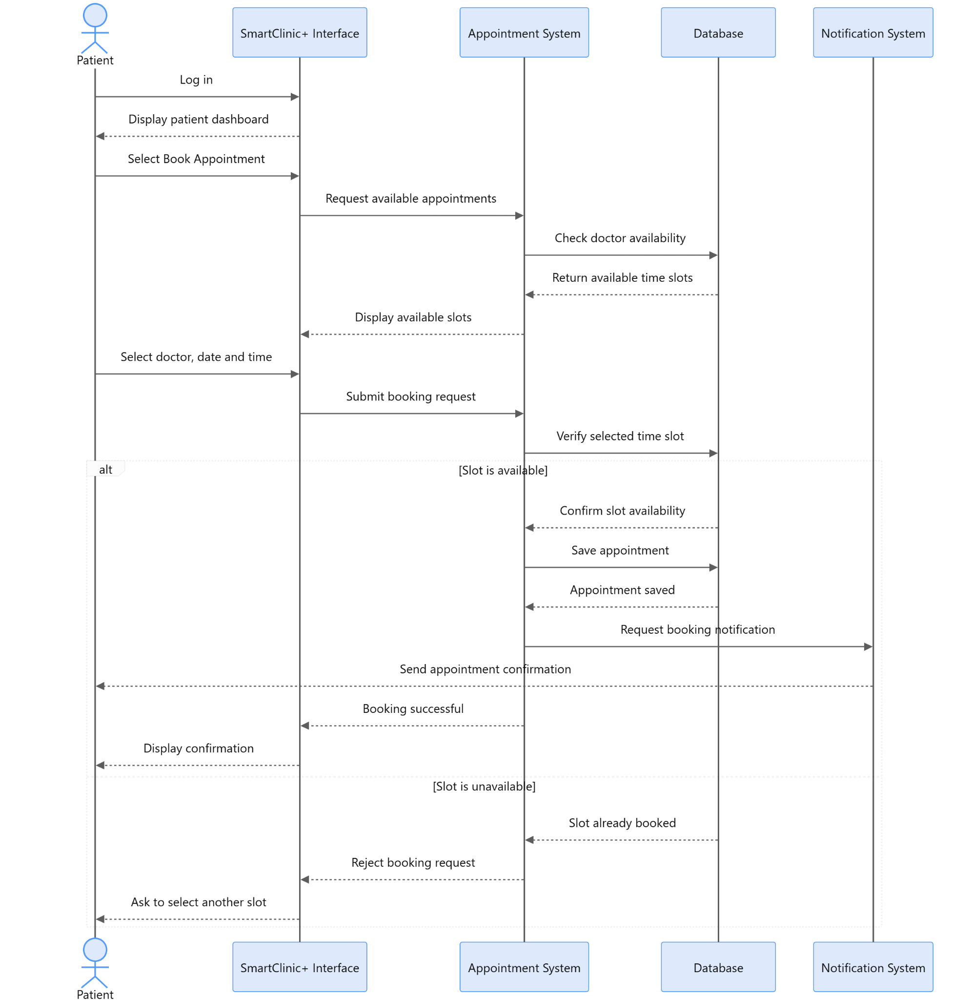 Patient
SmartClinic+ Interface
Appointment System
Database
Notification System
Log in
Display patient dashboard
Select Book Appointment
Request available appointments
Check doctor availability
Return available time slots
Display available slots
Select doctor, date and time
Submit booking request
Verify selected time slot
alt
[Slot is available]
Confirm slot availability
Save appointment
Appointment saved
Request booking notification
Send appointment confirmation
Booking successful
Display confirmation
[Slot is unavailable]
Slot already booked
Reject booking request
Ask to select another slot
Patient
SmartClinic+ Interface
Appointment System
Database
Notification System